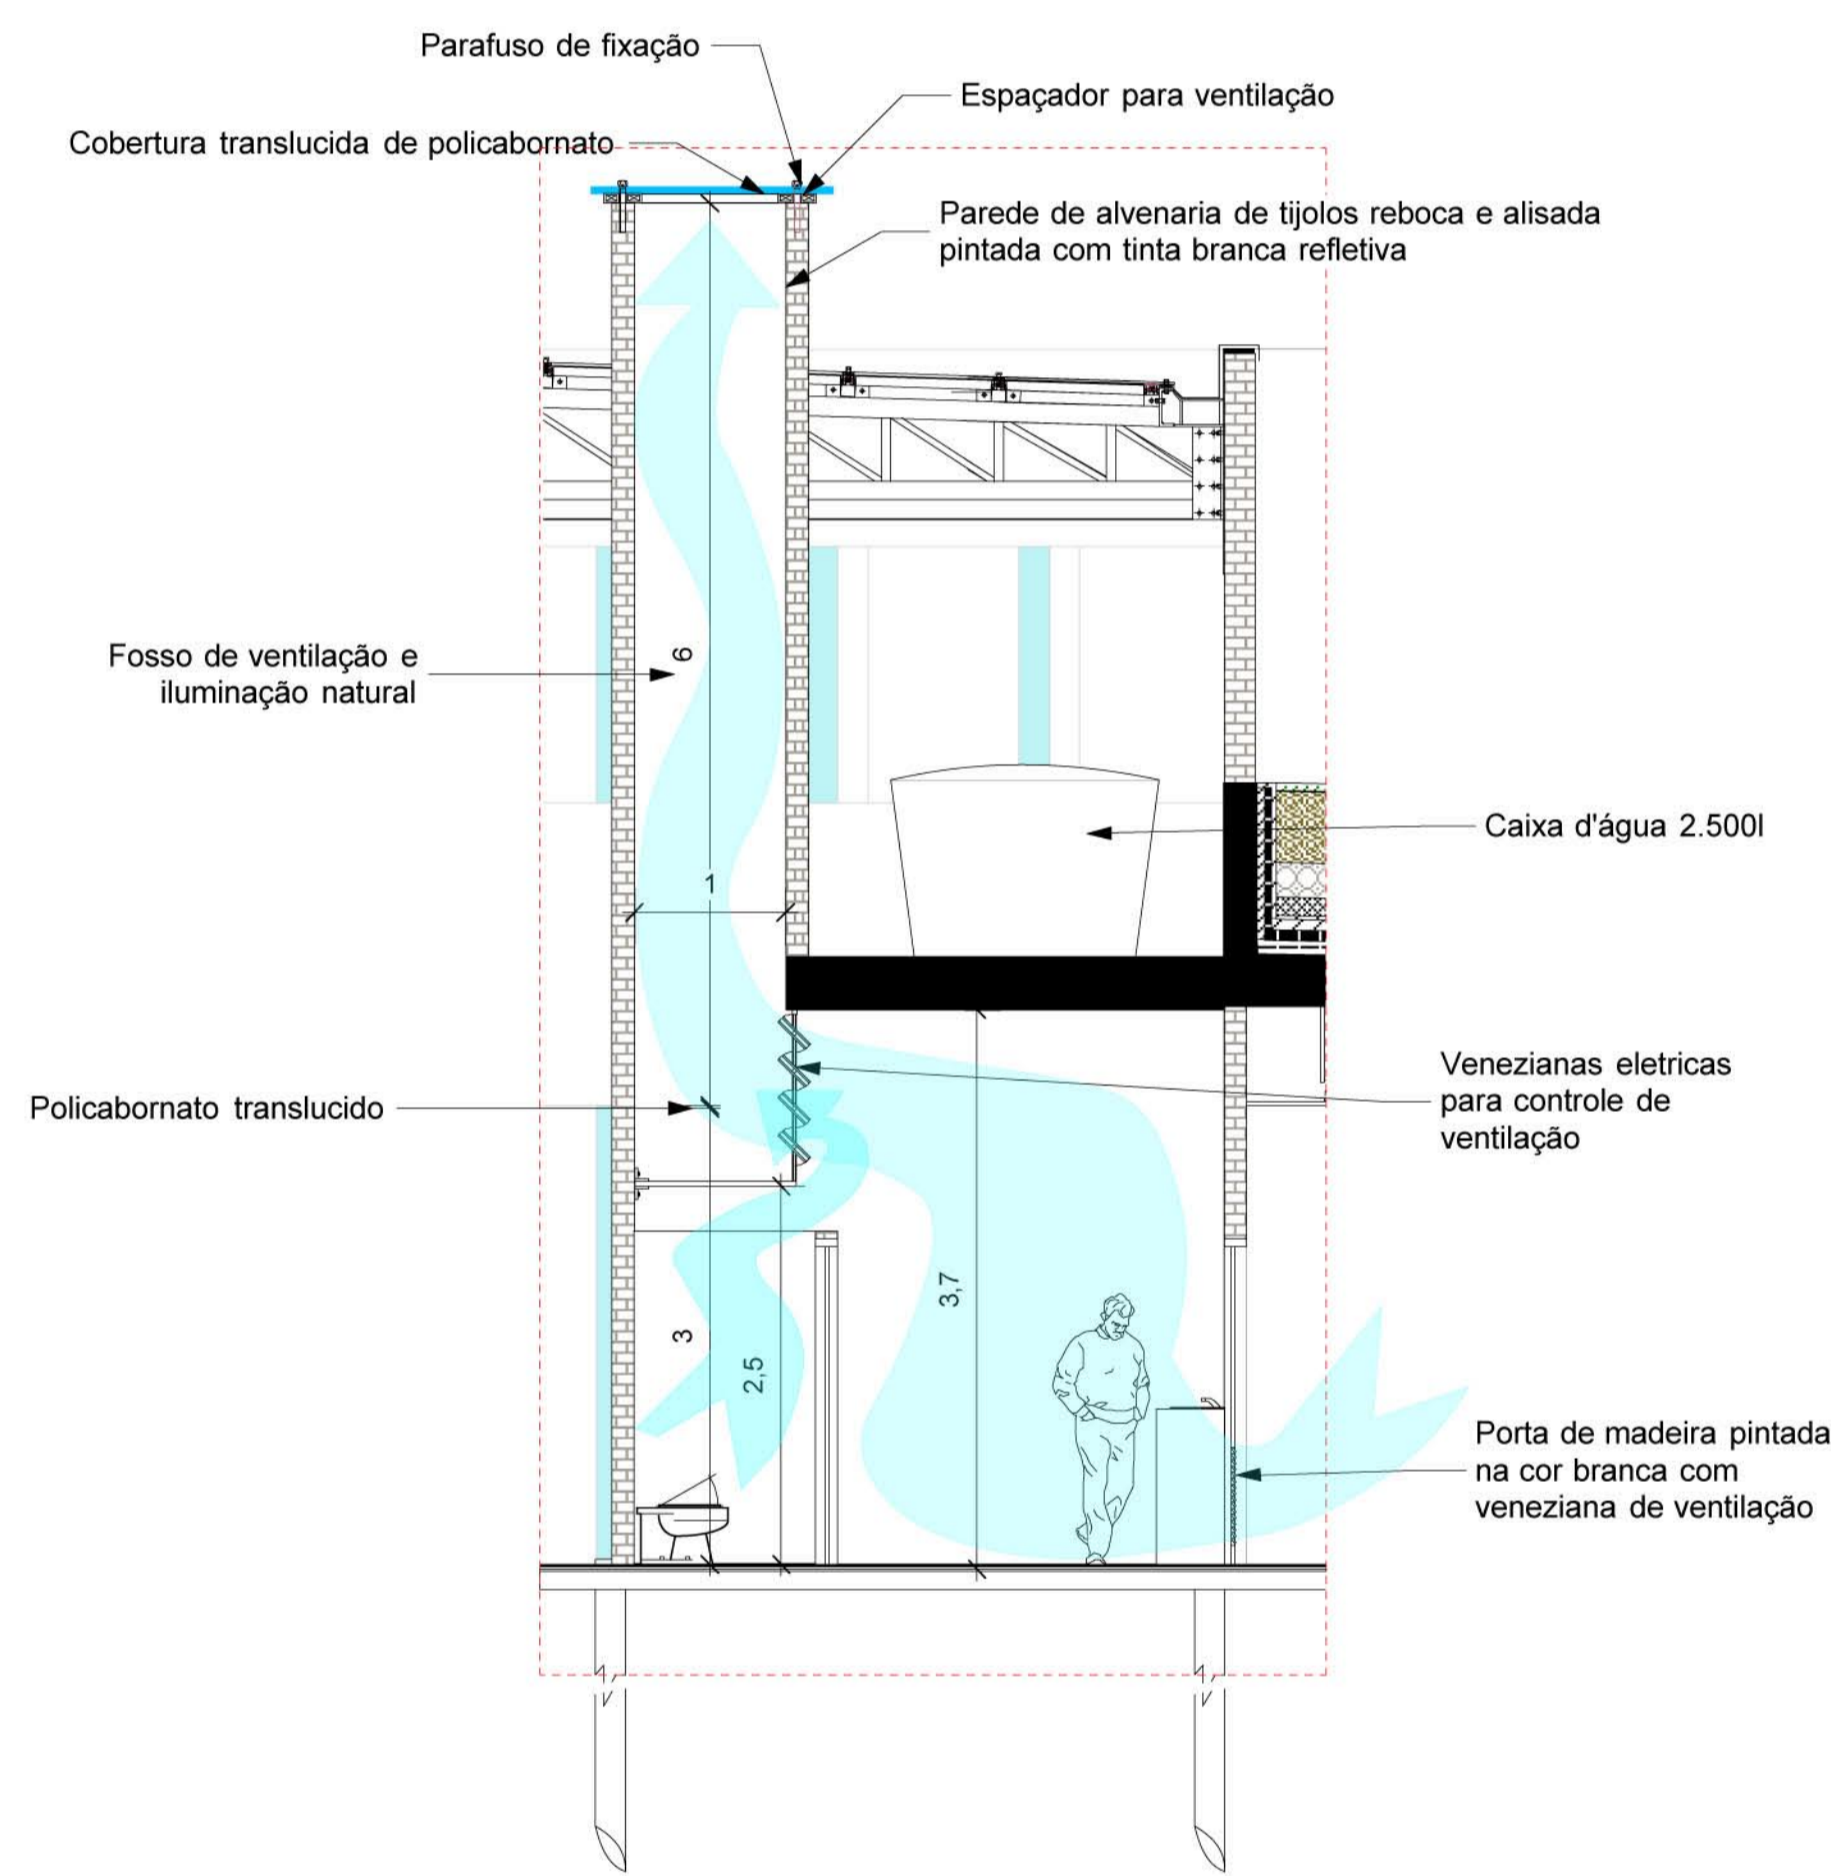 Parafuso de fixação
Espaçador para ventilação
Cobertura translucida de policabornato
Parede de alvenaria de tijolos reboca e alisada
pintada com tinta branca refletiva
Fosso de ventilação e
iluminação natural
6
Caixa d'água 2.500l
1
Venezianas eletricas
para controle de
ventilação
Policabornato translucido
3,7
3
2,5
Porta de madeira pintada
na cor branca com
veneziana de ventilação